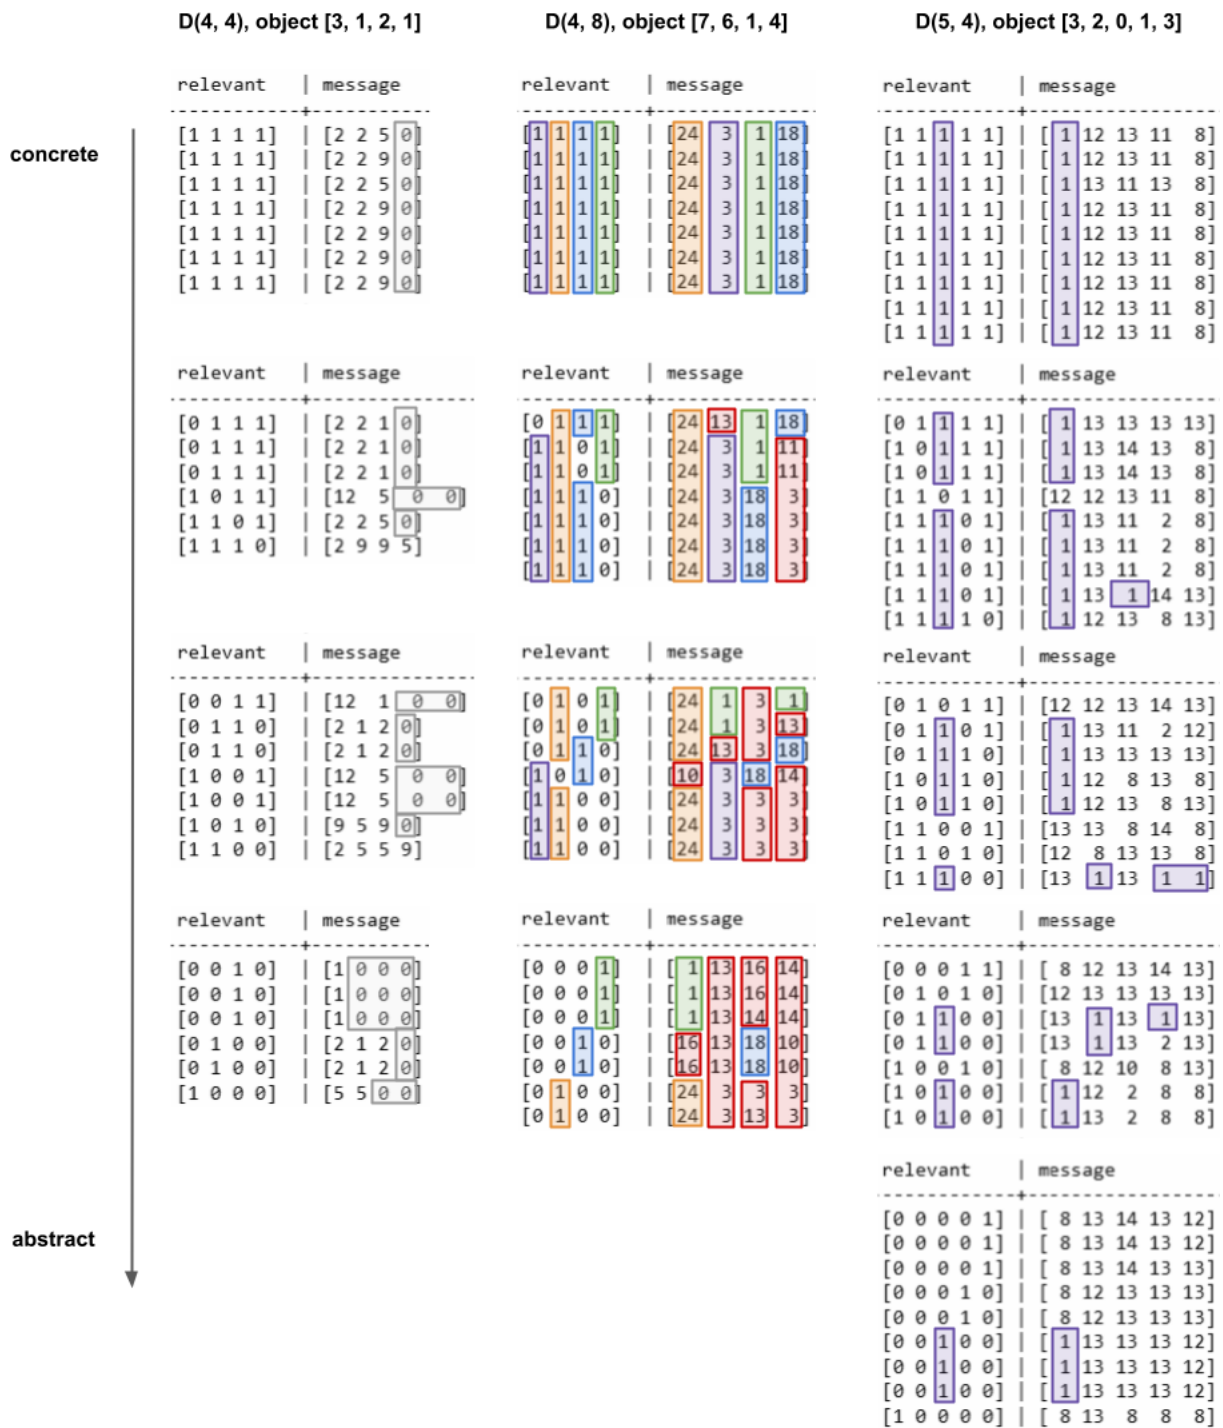 D(4, 4), object [3, 1, 2, 1]
D(4, 8), object [7, 6, 1, 4]
D(5, 4), object [3, 2, 0, 1, 3]
concrete
abstract
relevant | message
[1 1 1 1] | [2 2 5 0]
[1 1 1 1] | [2 2 9 0]
[1 1 1 1] | [2 2 5 0]
[1 1 1 1] | [2 2 9 0]
[1 1 1 1] | [2 2 9 0]
[1 1 1 1] | [2 2 9 0]
[1 1 1 1] | [2 2 9 0]
relevant | message
[0 1 1 1] | [2 2 1 0]
[0 1 1 1] | [2 2 1 0]
[0 1 1 1] | [2 2 1 0]
[1 0 1 1] | [12 5 0 0]
[1 1 0 1] | [2 2 5 0]
[1 1 1 0] | [2 9 9 5]
relevant | message
[0 0 1 1] | [12 1 0 0]
[0 1 1 0] | [2 1 2 0]
[0 1 1 0] | [2 1 2 0]
[1 0 0 1] | [12 5 0 0]
[1 0 0 1] | [12 5 0 0]
[1 0 1 0] | [9 5 9 0]
[1 1 0 0] | [2 5 5 9]
relevant | message
[0 0 1 0] | [1 0 0 0]
[0 0 1 0] | [1 0 0 0]
[0 0 1 0] | [1 0 0 0]
[0 1 0 0] | [2 1 2 0]
[0 1 0 0] | [2 1 2 0]
[1 0 0 0] | [5 5 0 0]
relevant | message
[1 1 1 1] | [24 3 1 18]
[1 1 1 1] | [24 3 1 18]
[1 1 1 1] | [24 3 1 18]
[1 1 1 1] | [24 3 1 18]
[1 1 1 1] | [24 3 1 18]
[1 1 1 1] | [24 3 1 18]
[1 1 1 1] | [24 3 1 18]
relevant | message
[0 1 1 1] | [24 13 1 18]
[1 1 0 1] | [24 3 1 11]
[1 1 0 1] | [24 3 1 11]
[1 1 1 0] | [24 3 18 3]
[1 1 1 0] | [24 3 18 3]
[1 1 1 0] | [24 3 18 3]
[1 1 1 0] | [24 3 18 3]
relevant | message
[0 1 0 1] | [24 1 3 1]
[0 1 0 1] | [24 1 3 13]
[0 1 1 0] | [24 13 3 18]
[1 0 1 0] | [10 3 18 14]
[1 1 0 0] | [24 3 3 3]
[1 1 0 0] | [24 3 3 3]
[1 1 0 0] | [24 3 3 3]
relevant | message
[0 0 0 1] | [ 1 13 16 14]
[0 0 0 1] | [ 1 13 16 14]
[0 0 0 1] | [ 1 13 14 14]
[0 0 1 0] | [16 13 18 10]
[0 0 1 0] | [16 13 18 10]
[0 1 0 0] | [24 3 3 3]
[0 1 0 0] | [24 3 13 3]
relevant | message
[1 1 1 1 1] | [ 1 12 13 11 8]
[1 1 1 1 1] | [ 1 12 13 11 8]
[1 1 1 1 1] | [ 1 13 11 13 8]
[1 1 1 1 1] | [ 1 12 13 11 8]
[1 1 1 1 1] | [ 1 12 13 11 8]
[1 1 1 1 1] | [ 1 12 13 11 8]
[1 1 1 1 1] | [ 1 12 13 11 8]
[1 1 1 1 1] | [ 1 12 13 11 8]
[1 1 1 1 1] | [ 1 12 13 11 8]
relevant | message
[0 1 1 1 1] | [ 1 13 13 13 13]
[1 0 1 1 1] | [ 1 13 14 13 8]
[1 0 1 1 1] | [ 1 13 14 13 8]
[1 1 0 1 1] | [12 12 13 11 8]
[1 1 1 0 1] | [ 1 13 11 2 8]
[1 1 1 0 1] | [ 1 13 11 2 8]
[1 1 1 0 1] | [ 1 13 11 2 8]
[1 1 1 0 1] | [ 1 13 1 14 13]
[1 1 1 1 0] | [ 1 12 13 8 13]
relevant | message
[0 1 0 1 1] | [12 12 13 14 13]
[0 1 1 0 1] | [ 1 13 11 2 12]
[0 1 1 1 0] | [ 1 13 13 13 13]
[1 0 1 1 0] | [ 1 12 8 13 8]
[1 0 1 1 0] | [ 1 12 13 8 13]
[1 1 0 0 1] | [13 13 8 14 8]
[1 1 0 1 0] | [12 8 13 13 8]
[1 1 1 0 0] | [13 1 13 1 1]
relevant | message
[0 0 0 1 1] | [ 8 12 13 14 13]
[0 1 0 1 0] | [12 13 13 13 13]
[0 1 1 0 0] | [13 1 13 1 13]
[0 1 1 0 0] | [13 1 13 2 13]
[1 0 0 1 0] | [ 8 12 10 8 13]
[1 0 1 0 0] | [ 1 12 2 8 8]
[1 0 1 0 0] | [ 1 13 2 8 8]
relevant | message
[0 0 0 0 1] | [ 8 13 14 13 12]
[0 0 0 0 1] | [ 8 13 14 13 12]
[0 0 0 0 1] | [ 8 13 14 13 13]
[0 0 0 1 0] | [ 8 12 13 13 13]
[0 0 0 1 0] | [ 8 12 13 13 13]
[0 0 1 0 0] | [ 1 13 13 13 12]
[0 0 1 0 0] | [ 1 13 13 13 12]
[0 0 1 0 0] | [ 1 13 13 13 12]
[1 0 0 0 0] | [ 8 13 8 8 8]